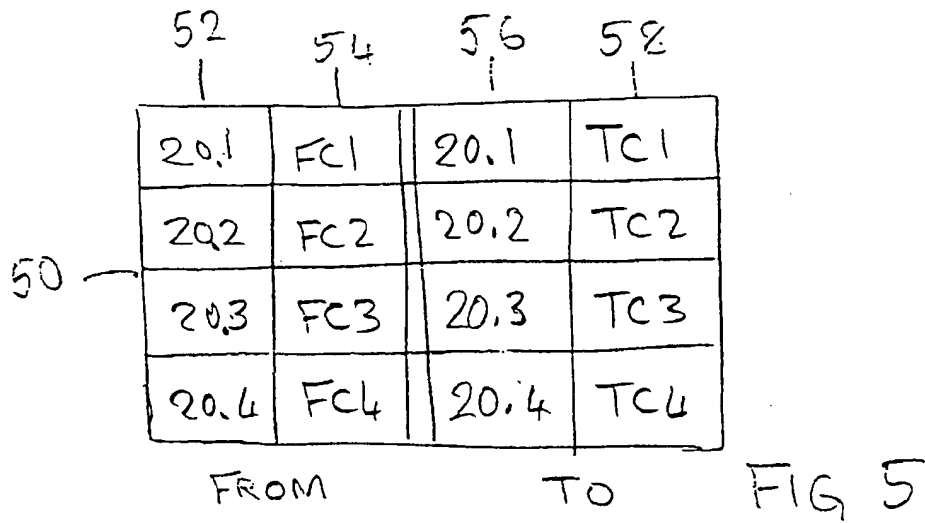 52 54 56 58
20.1 FC1 20.1 TC1
20.2 FC2 20.2 TC2
50
20.3 FC3 20.3 TC3
20.4 FC4 20.4 TC4
FROM TO FIG 5